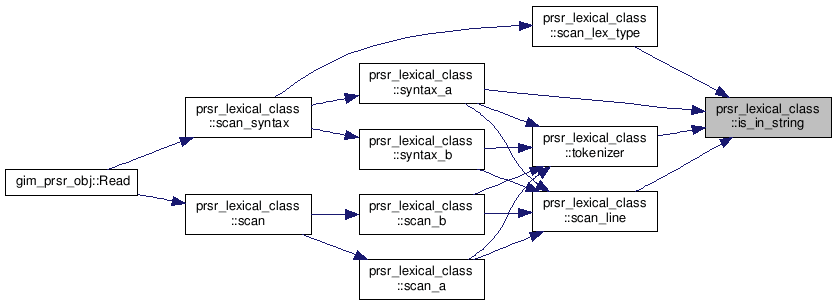 prsr_lexical_class
::scan_lex_type
prsr_lexical_class
::syntax_a
prsr_lexical_class
::scan_syntax
prsr_lexical_class
::is_in_string
prsr_lexical_class
::tokenizer
prsr_lexical_class
::syntax_b
gim_prsr_obj::Read
prsr_lexical_class
::scan
prsr_lexical_class
::scan_b
prsr_lexical_class
::scan_line
prsr_lexical_class
::scan_a